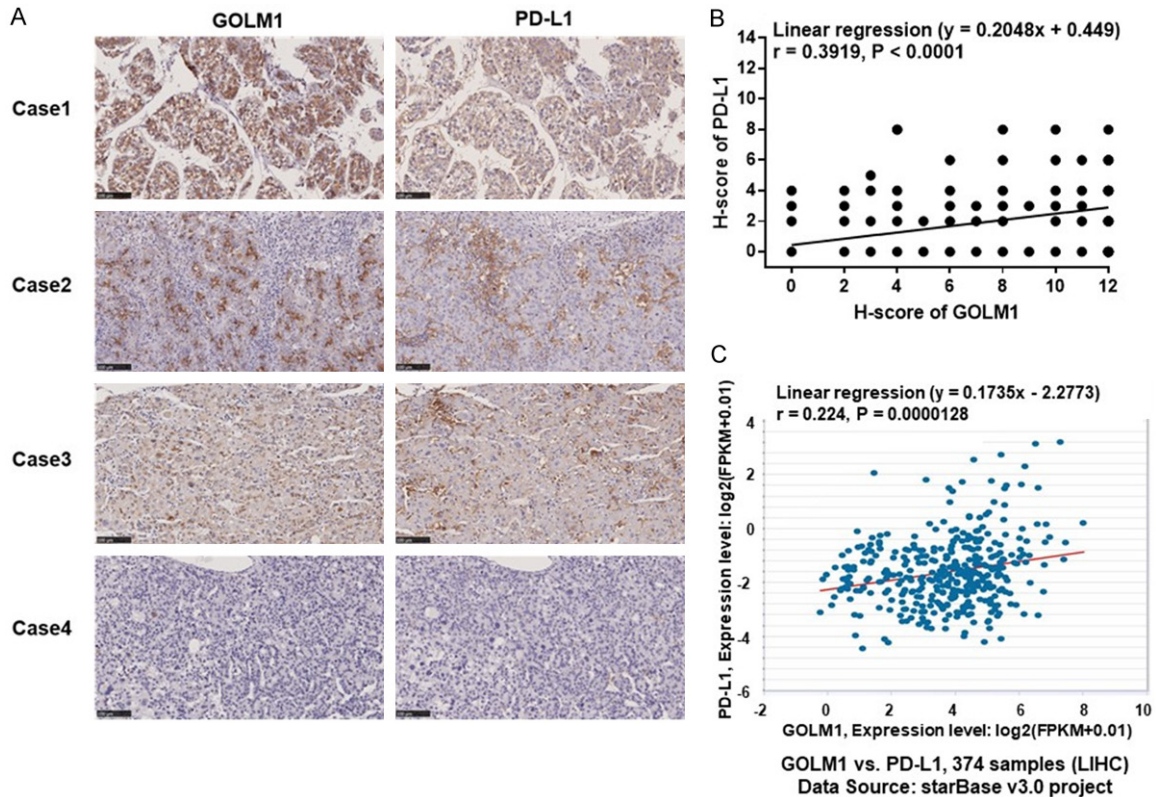 A
GOLM1 PD-L1
Case1
Case2
Case3
Case4
B
Linear regression (y = 0.2048x + 0.449)
r = 0.3919, P < 0.0001
14
12
10
8
6
4
2
0
H-score of PD-L1
0 2 4 6 8 10 12
H-score of GOLM1
C
Linear regression (y = 0.1735x - 2.2773)
r = 0.224, P = 0.0000128
4
2
0
-2
-4
-6
PD-L1, Expression level: log2(FPKM+0.01)
-2 0 2 4 6 8 10
GOLM1, Expression level: log2(FPKM+0.01)
GOLM1 vs. PD-L1, 374 samples (LIHC)
Data Source: starBase v3.0 project